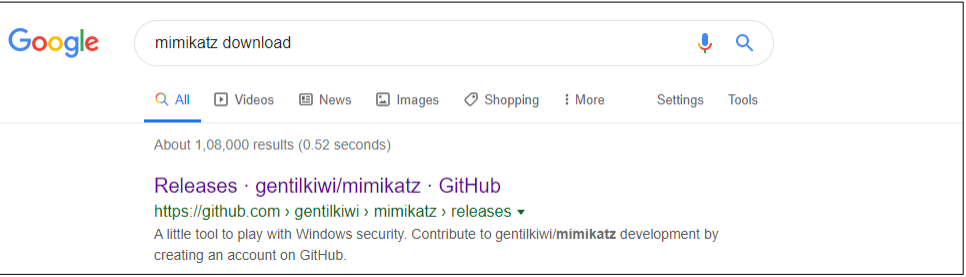 Google
mimikatz download
All Videos News Images Shopping More Settings Tools
About 1,08,000 results (0.52 seconds)
Releases · gentilkiwi/mimikatz · GitHub
https://github.com › gentilkiwi › mimikatz › releases
A little tool to play with Windows security. Contribute to gentilkiwi/mimikatz development by
creating an account on GitHub.